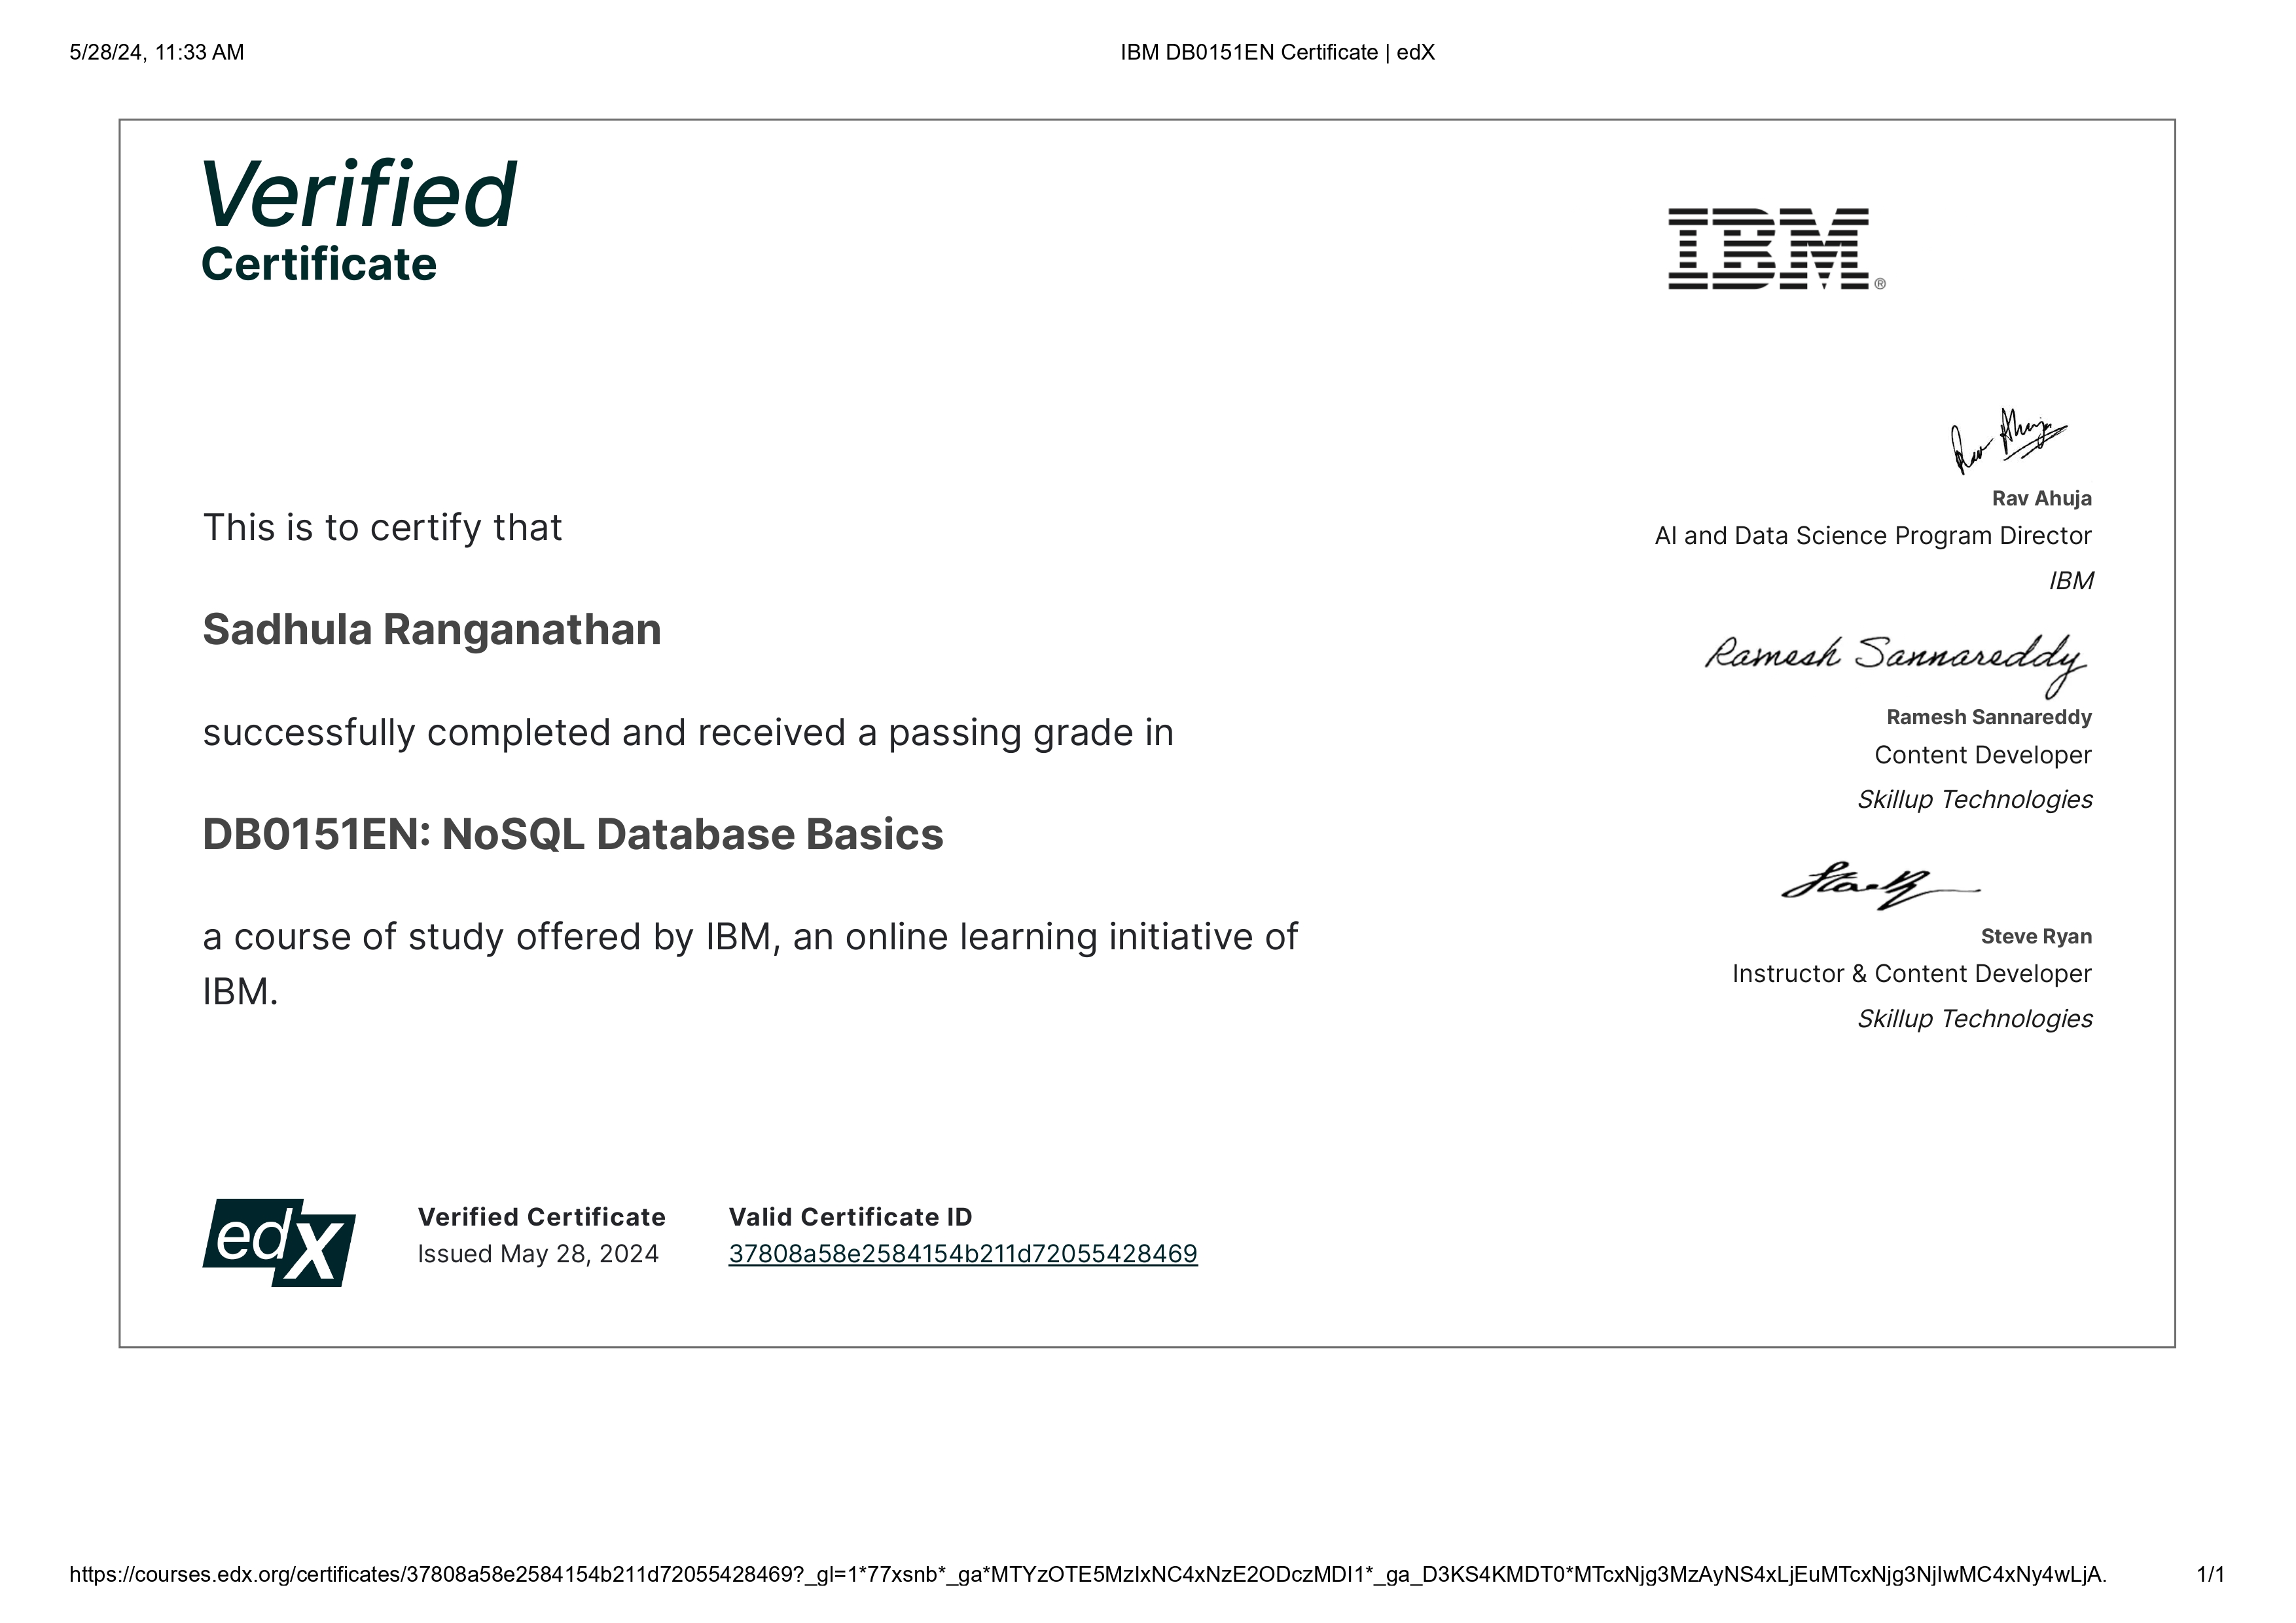 5/28/24, 11:33 AM
IBM DB0151EN Certificate | edX
Verified
Certificate
IBM®
This is to certify that
Sadhula Ranganathan
successfully completed and received a passing grade in
DB0151EN: NoSQL Database Basics
a course of study offered by IBM, an online learning initiative of
IBM.
Rav Ahuja
Rav Ahuja
AI and Data Science Program Director
IBM
Ramesh Sannareddy
Ramesh Sannareddy
Content Developer
Skillup Technologies
Steve Ryan
Instructor & Content Developer
Skillup Technologies
edX
Verified Certificate
Issued May 28, 2024
Valid Certificate ID
37808a58e2584154b211d72055428469
https://courses.edx.org/certificates/37808a58e2584154b211d72055428469?_gl=1*77xsnb*_ga*MTYzOTE5MzIxNC4xNzE2ODczMDI1*_ga_D3KS4KMDT0*MTcxNjg3MzAyNS4xLjEuMTcxNjg3NjIwMC4xNy4wLjA.
1/1